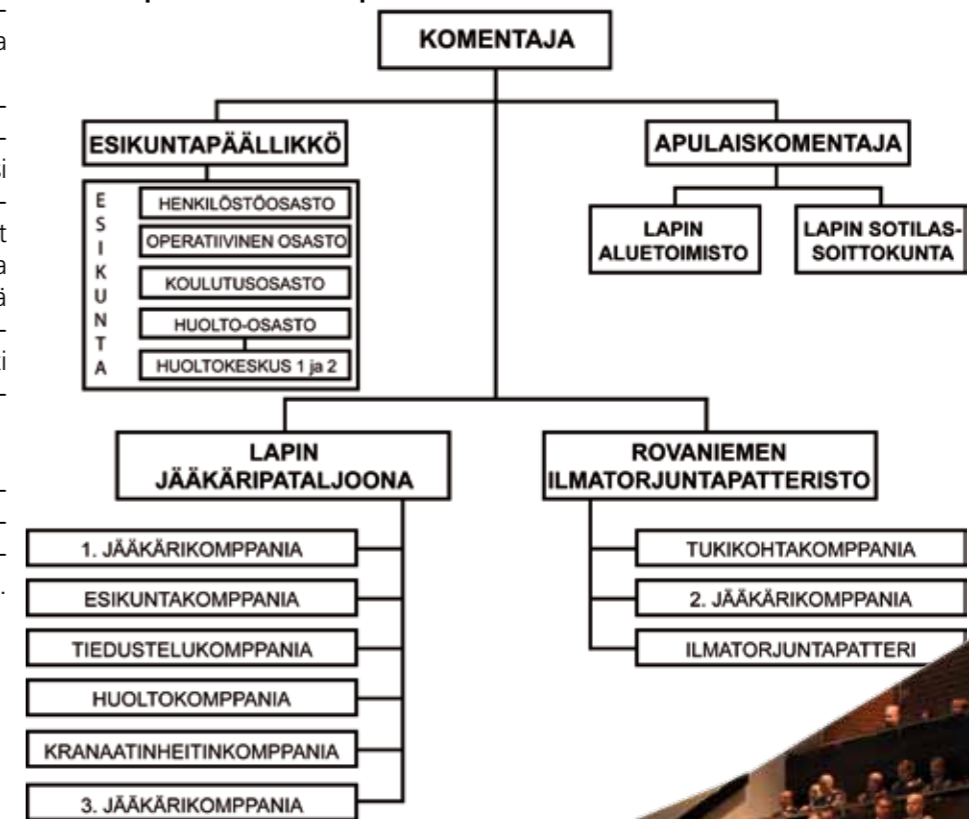 KOMENTAJA
ESIKUNTAPÄÄLLIKKÖ
ESIKUNTA
HENKILÖSTÖOSASTO
OPERATIIVINEN OSASTO
KOULUTUSOSASTO
HUOLTO-OSASTO
HUOLTOKESKUS 1 ja 2
APULAISKOMENTAJA
LAPIN
ALUETOIMISTO
LAPIN SOTILAS-
SOITTOKUNTA
LAPIN
JÄÄKÄRIPATALJOONA
1. JÄÄKÄRIKOMPPANIA
ESIKUNTAKOMPPANIA
TIEDUSTELUKOMPPANIA
HUOLTOKOMPPANIA
KRANAATINHEITINKOMPPANIA
3. JÄÄKÄRIKOMPPANIA
ROVANIEMEN
ILMATORJUNTAPATTERISTO
TUKIKOHTAKOMPPANIA
2. JÄÄKÄRIKOMPPANIA
ILMATORJUNTAPATTERI